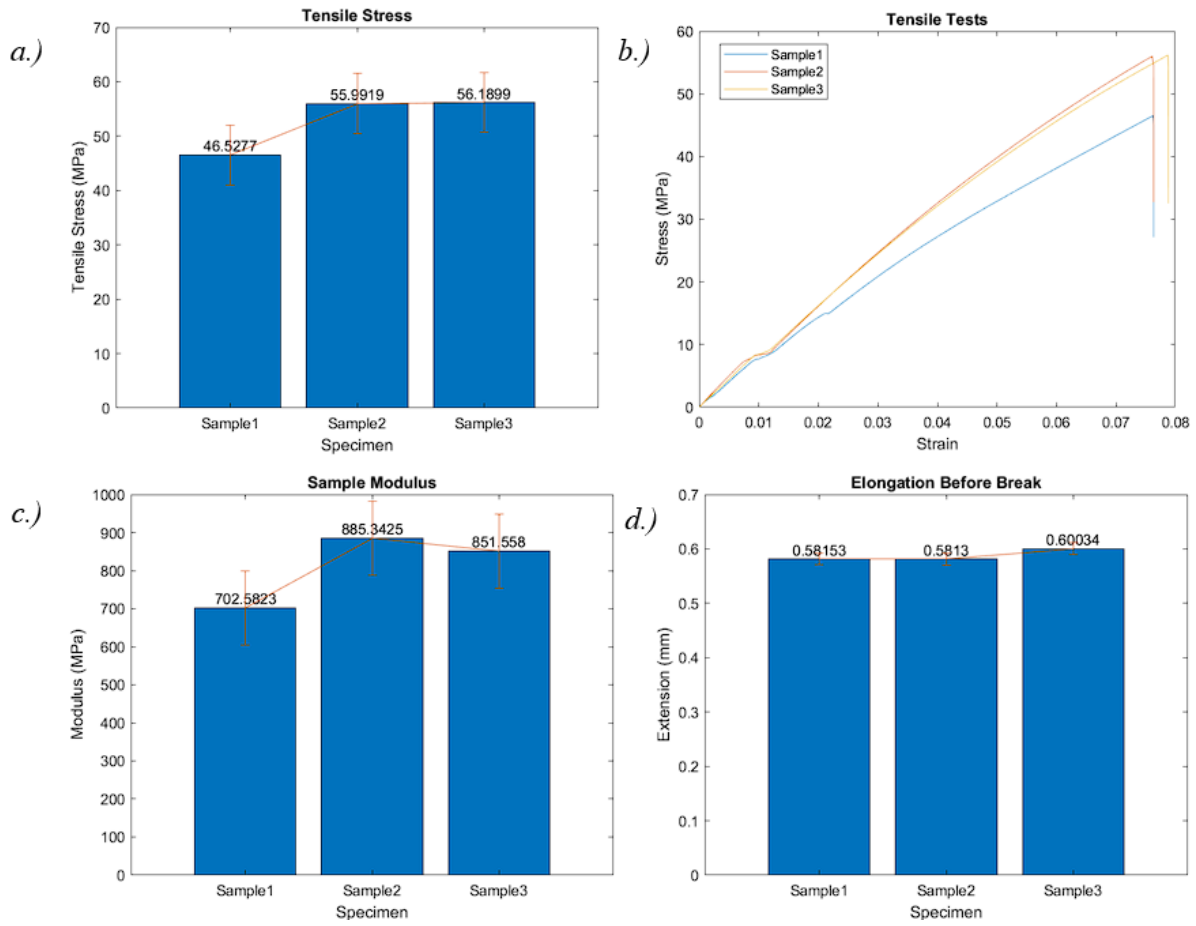 a.)
Tensile Stress
Tensile Stress (MPa)
70
60
50
40
30
20
10
0
46.5277
55.9919
56.1899
Sample1 Sample2 Sample3
Specimen
b.)
Tensile Tests
Stress (MPa)
60
50
40
30
20
10
0
Sample1
Sample2
Sample3
0 0.01 0.02 0.03 0.04 0.05 0.06 0.07 0.08
Strain
c.)
Sample Modulus
Modulus (MPa)
1000
900
800
700
600
500
400
300
200
100
0
702.5823
885.3425
851.558
Sample1 Sample2 Sample3
Specimen
d.)
Elongation Before Break
Extension (mm)
0.7
0.6
0.5
0.4
0.3
0.2
0.1
0
0.58153
0.5813
0.60034
Sample1 Sample2 Sample3
Specimen